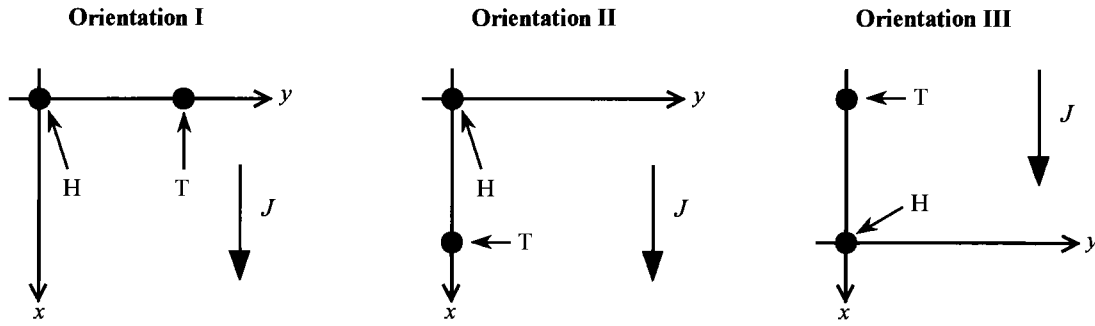 Orientation I
y
H
T
J
x
Orientation II
y
H
T
J
x
Orientation III
T
J
H
y
x